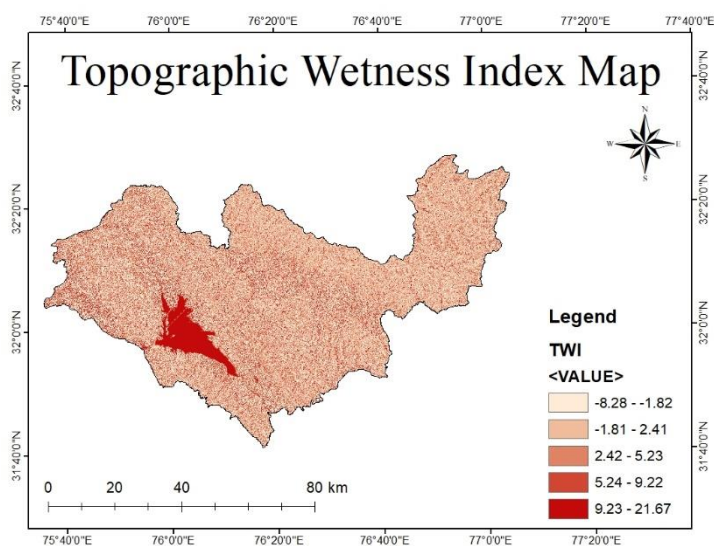 75°40'0"E 76°0'0"E 76°20'0"E 76°40'0"E 77°0'0"E 77°20'0"E 77°40'0"E
Topographic Wetness Index Map
32°40'0"N 32°40'0"N
N
W E
S
32°20'0"N 32°20'0"N
32°0'0"N 32°0'0"N
Legend
TWI
<VALUE>
-8.28 - -1.82
-1.81 - 2.41
2.42 - 5.23
5.24 - 9.22
9.23 - 21.67
31°40'0"N 31°40'0"N
0 20 40 80 km
75°40'0"E 76°0'0"E 76°20'0"E 76°40'0"E 77°0'0"E 77°20'0"E